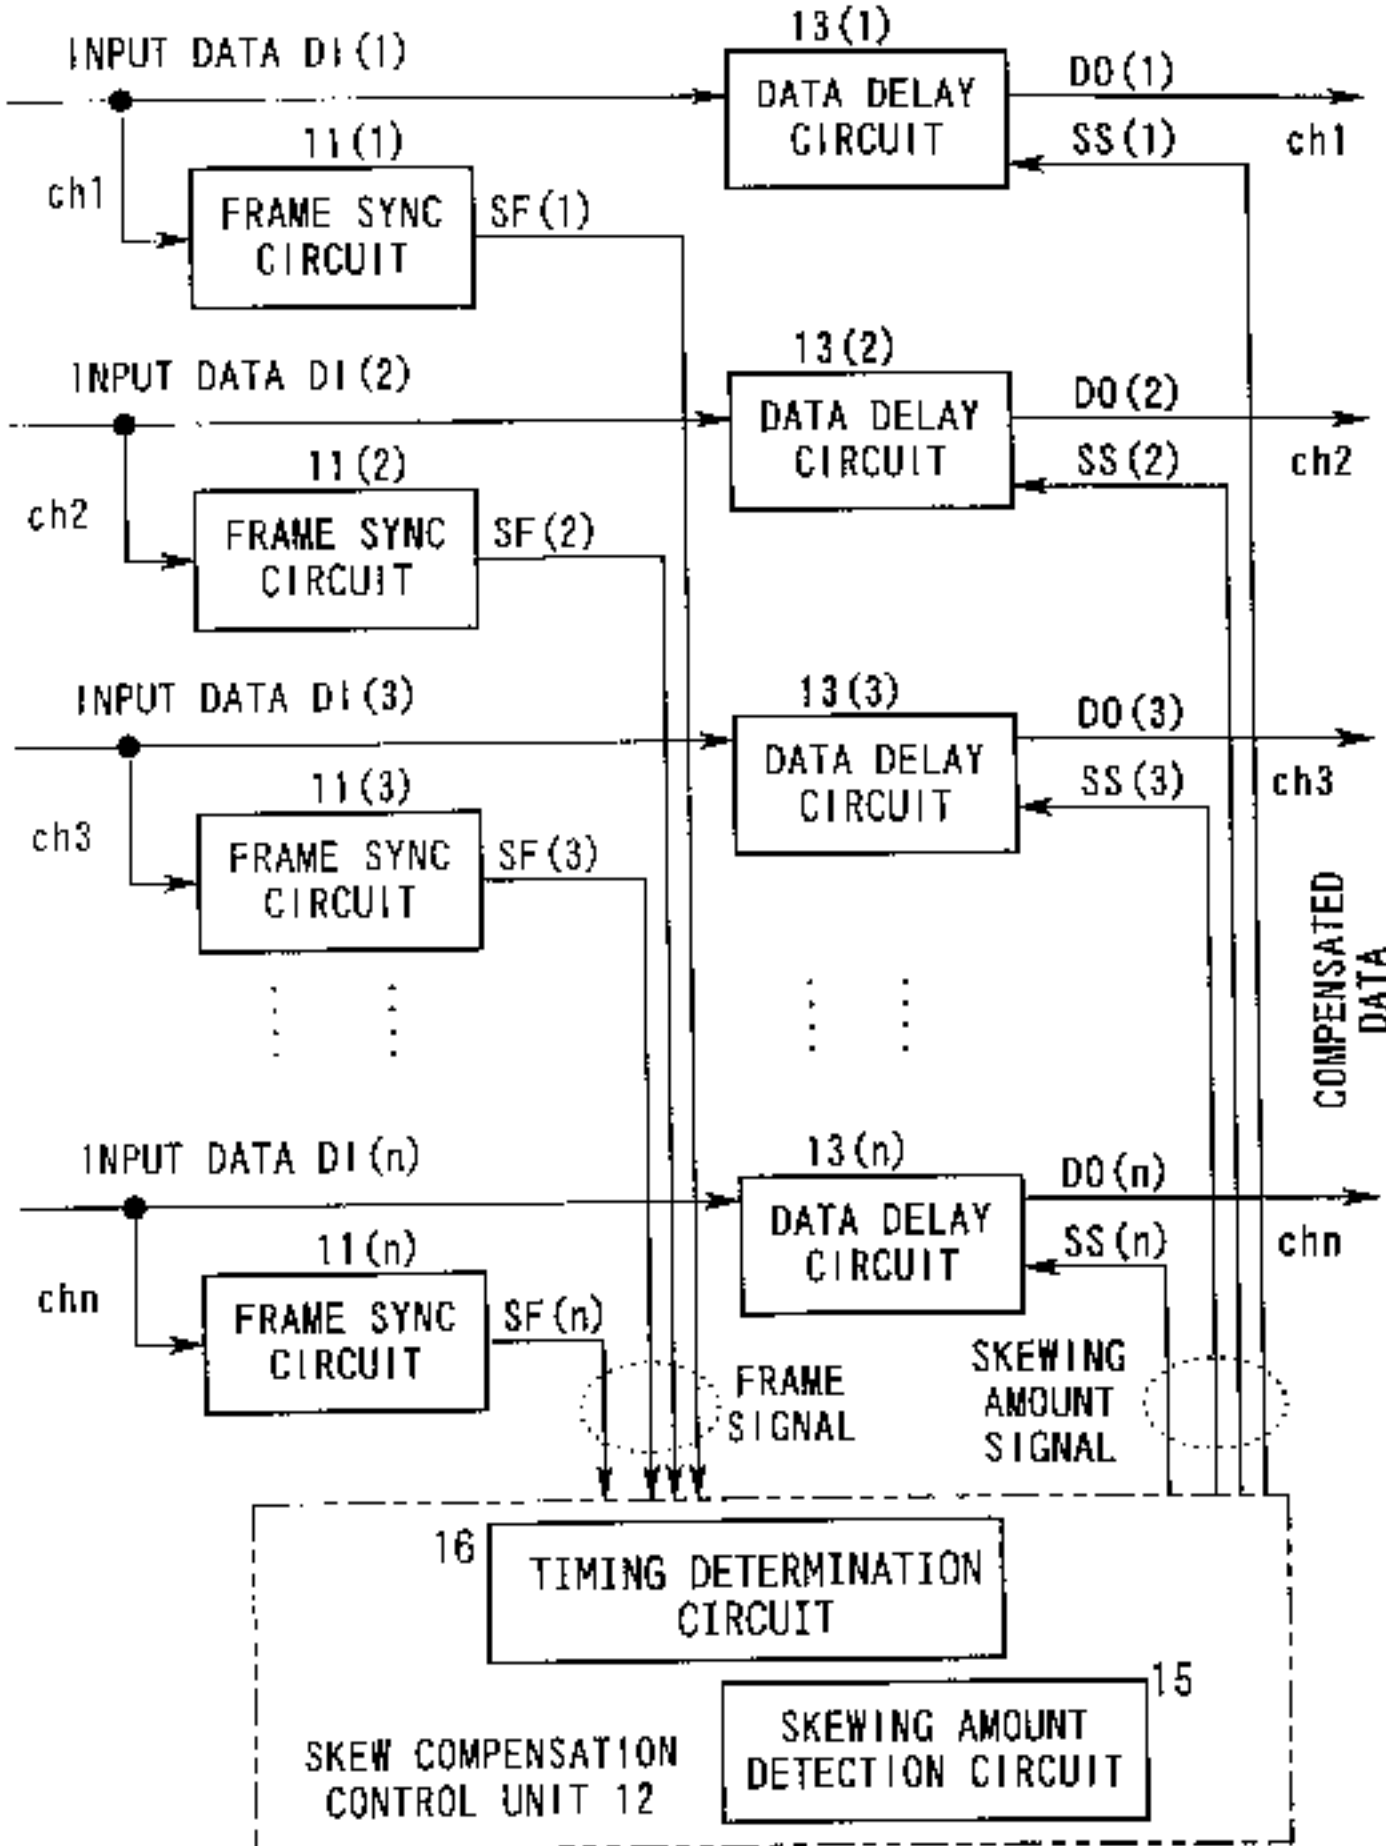 13(1)
INPUT DATA DI(1)
DATA DELAY
CIRCUIT
DO(1)
SS(1)
ch1
11(1)
ch1
FRAME SYNC
CIRCUIT
SF(1)
13(2)
INPUT DATA DI(2)
DATA DELAY
CIRCUIT
DO(2)
SS(2)
ch2
11(2)
ch2
FRAME SYNC
CIRCUIT
SF(2)
13(3)
INPUT DATA DI(3)
DATA DELAY
CIRCUIT
DO(3)
SS(3)
ch3
11(3)
ch3
FRAME SYNC
CIRCUIT
SF(3)
COMPENSATED
DATA
13(n)
INPUT DATA DI(n)
DATA DELAY
CIRCUIT
DO(n)
SS(n)
chn
11(n)
chn
FRAME SYNC
CIRCUIT
SF(n)
FRAME
SIGNAL
SKEWING
AMOUNT
SIGNAL
16
TIMING DETERMINATION
CIRCUIT
15
SKEWING AMOUNT
DETECTION CIRCUIT
SKEW COMPENSATION
CONTROL UNIT 12